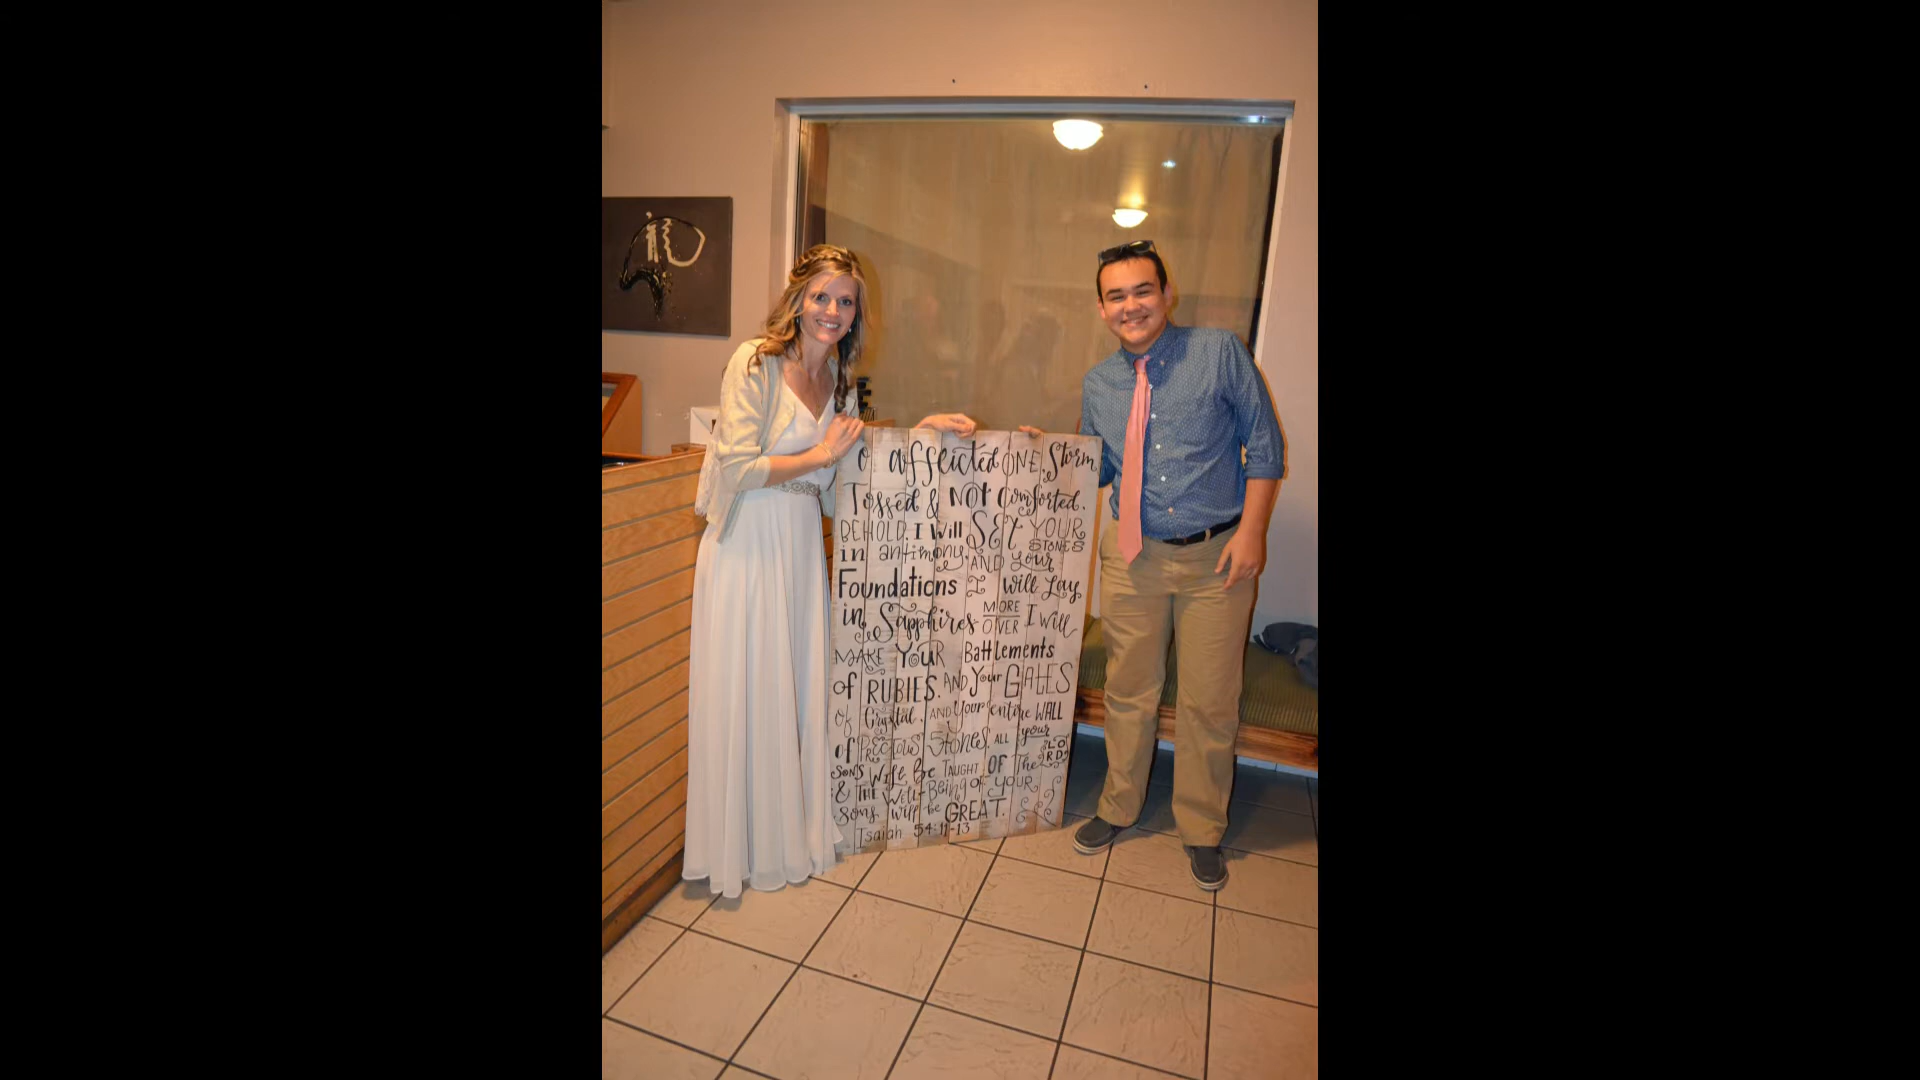 O Afflicted ONE, Storm
Tossed & NOT Comforted.
BEHOLD, I Will SET YOUR STONES
in antimony, AND your
Foundations I will Lay
in Sapphires MOREOVER I will
MAKE YOUR Battlements
of RUBIES, AND your GATES
of Crystal, AND your entire WALL
of PRECIOUS Stones. ALL your
SONS Will be TAUGHT OF The LORD
& THE Well-Being of YOUR
sons will be GREAT.
Isaiah 54:11-13